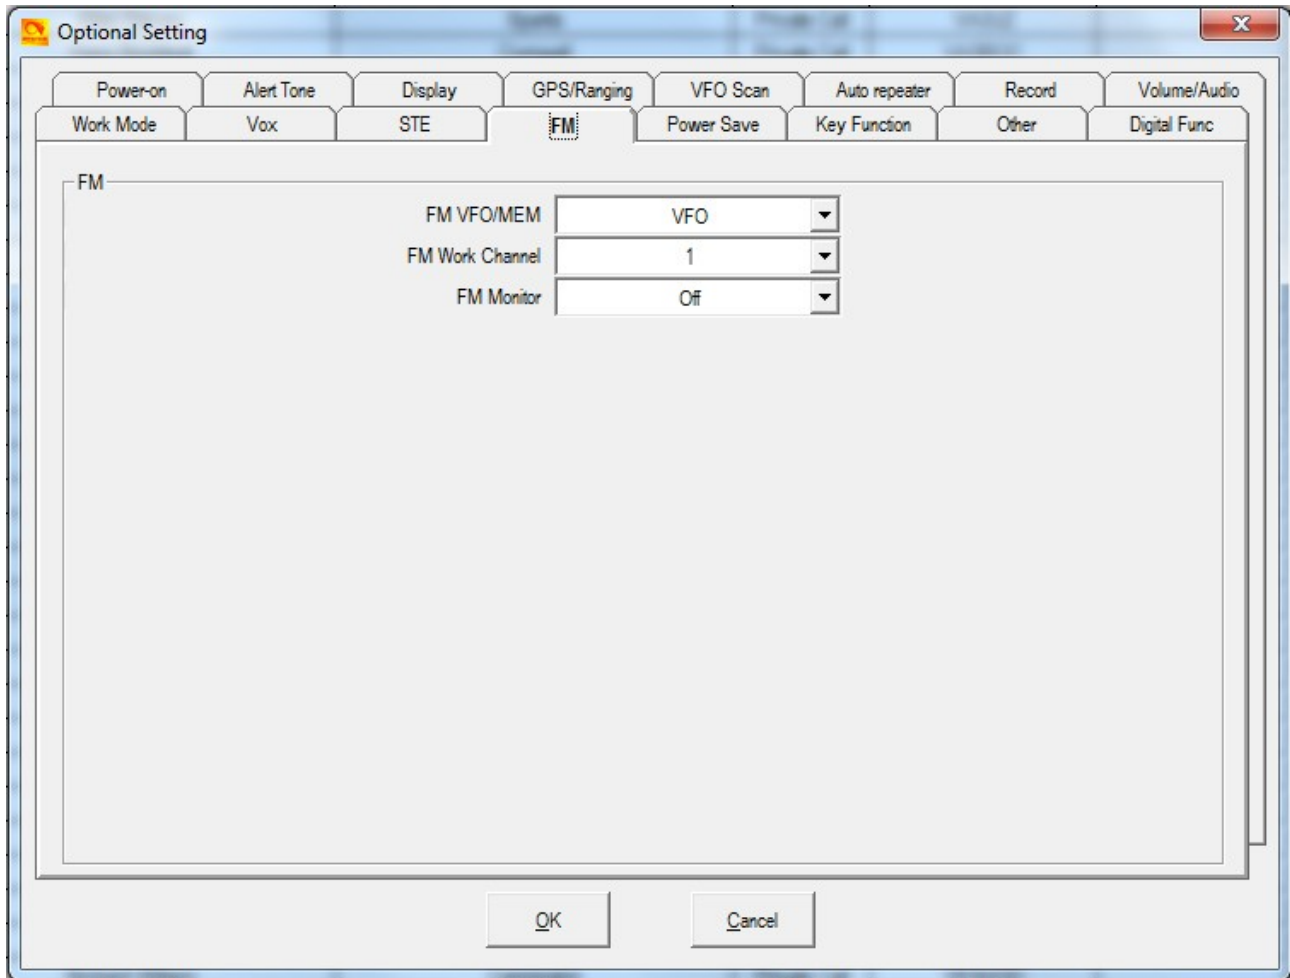 Optional Setting
Power-on Alert Tone Display GPS/Ranging VFO Scan Auto repeater Record Volume/Audio
Work Mode Vox STE FM Power Save Key Function Other Digital Func
FM
FM VFO/MEM VFO
FM Work Channel 1
FM Monitor Off
OK Cancel